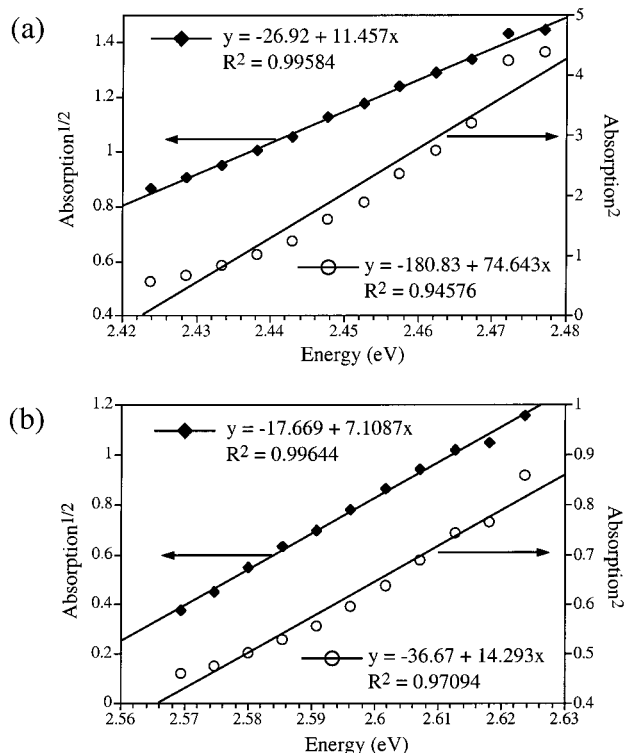 (a)
y = -26.92 + 11.457x
R² = 0.99584
y = -180.83 + 74.643x
R² = 0.94576
Absorption¹/²
Absorption²
1.4
1.2
1
0.8
0.6
0.4
5
4
3
2
1
0
2.42 2.43 2.44 2.45 2.46 2.47 2.48
Energy (eV)
(b)
y = -17.669 + 7.1087x
R² = 0.99644
y = -36.67 + 14.293x
R² = 0.97094
Absorption¹/²
Absorption²
1.2
1
0.8
0.6
0.4
0.2
0
1
0.9
0.8
0.7
0.6
0.5
0.4
2.56 2.57 2.58 2.59 2.6 2.61 2.62 2.63
Energy (eV)